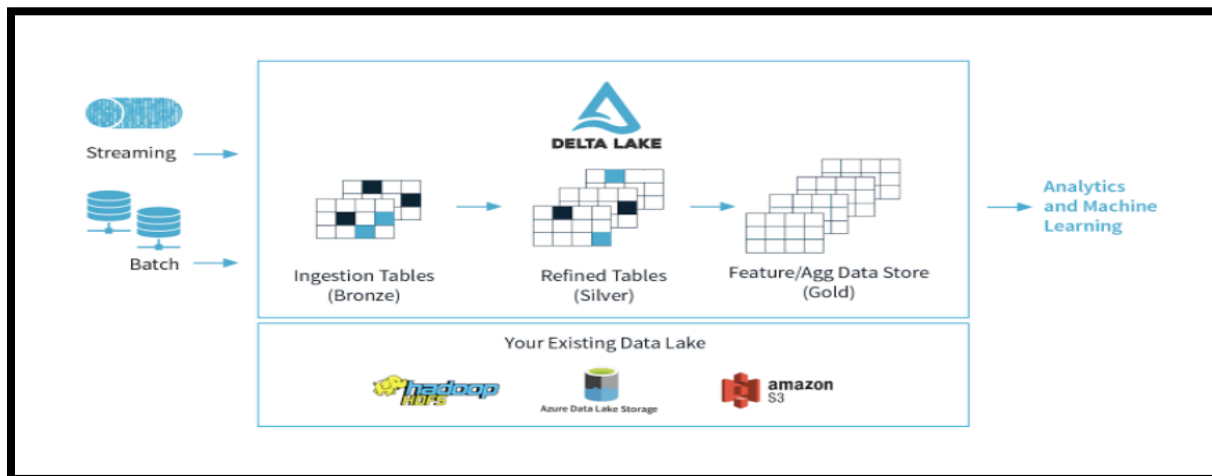 DELTA LAKE
Streaming
Batch
Ingestion Tables
(Bronze)
Refined Tables
(Silver)
Feature/Agg Data Store
(Gold)
Analytics
and Machine
Learning
Your Existing Data Lake
hadoop
HDFS
Azure Data Lake Storage
amazon
S3